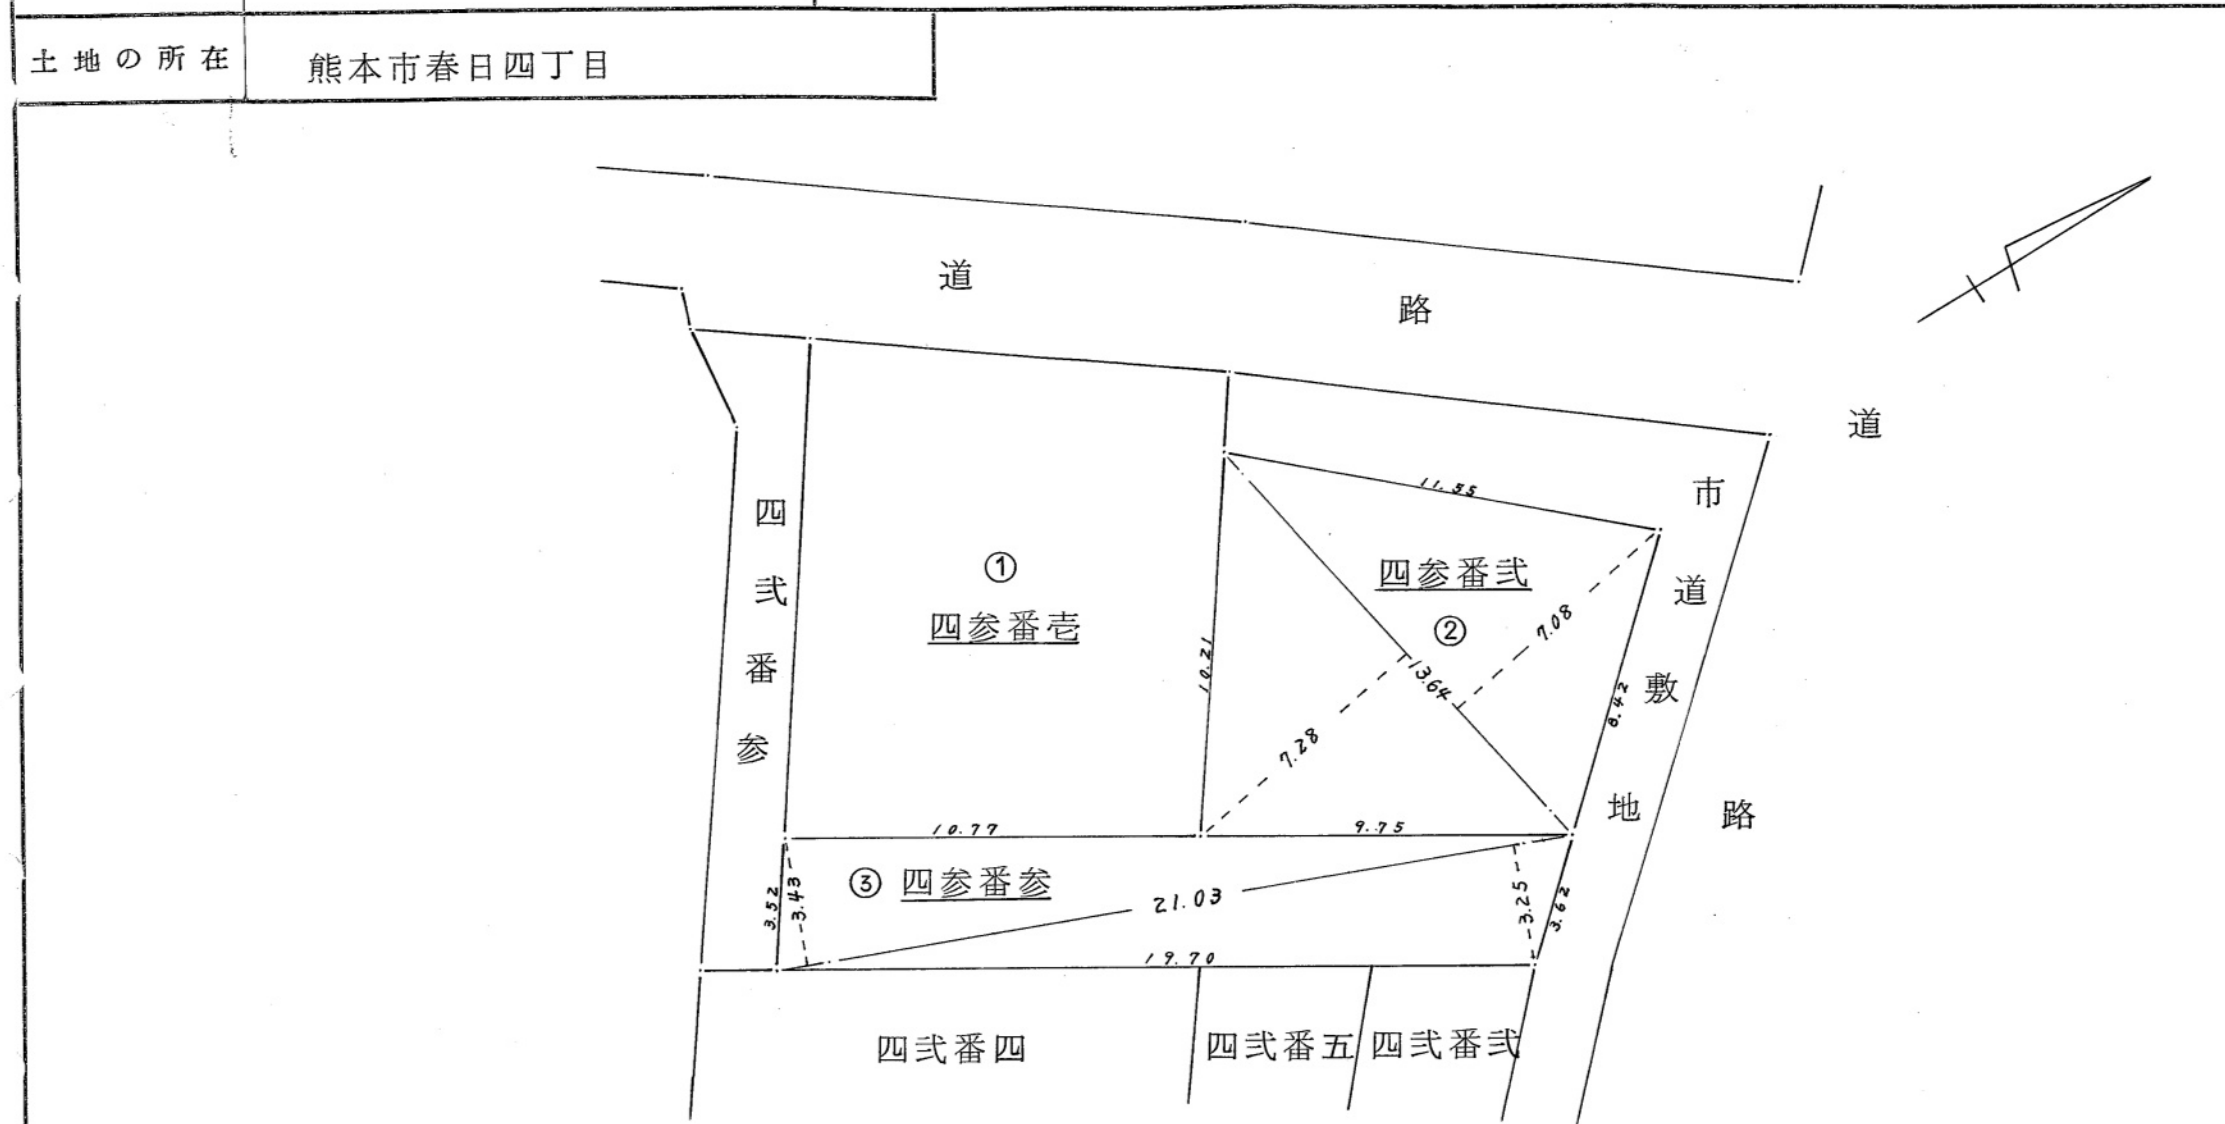 土地の所在
熊本市春日四丁目
道路
道路
市道敷地
四弐番参
①
四参番壱
四参番弐
②
11.55
7.08
13.64
7.28
10.21
8.42
10.77
9.75
③ 四参番参
3.52
3.43
21.03
3.25
3.62
19.70
四弐番四
四弐番五
四弐番弐